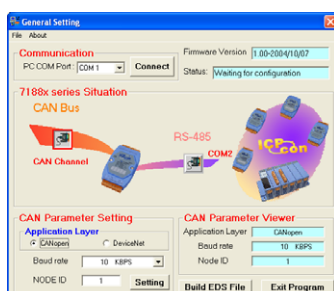 General Setting
File About
Communication
PC COM Port: COM 1 Connect
Firmware Version 1.00-2004/10/07
Status: Waiting for configuration
7188x series Situation
CAN Bus
RS-485
CAN Channel
COM2
ICP con
CAN Parameter Setting
Application Layer
CANopen DeviceNet
Baud rate 10 KBPS
NODE ID 1 Setting
CAN Parameter Viewer
Application Layer CANopen
Baud rate 10 KBPS
Node ID 1
Build EDS File Exit Program